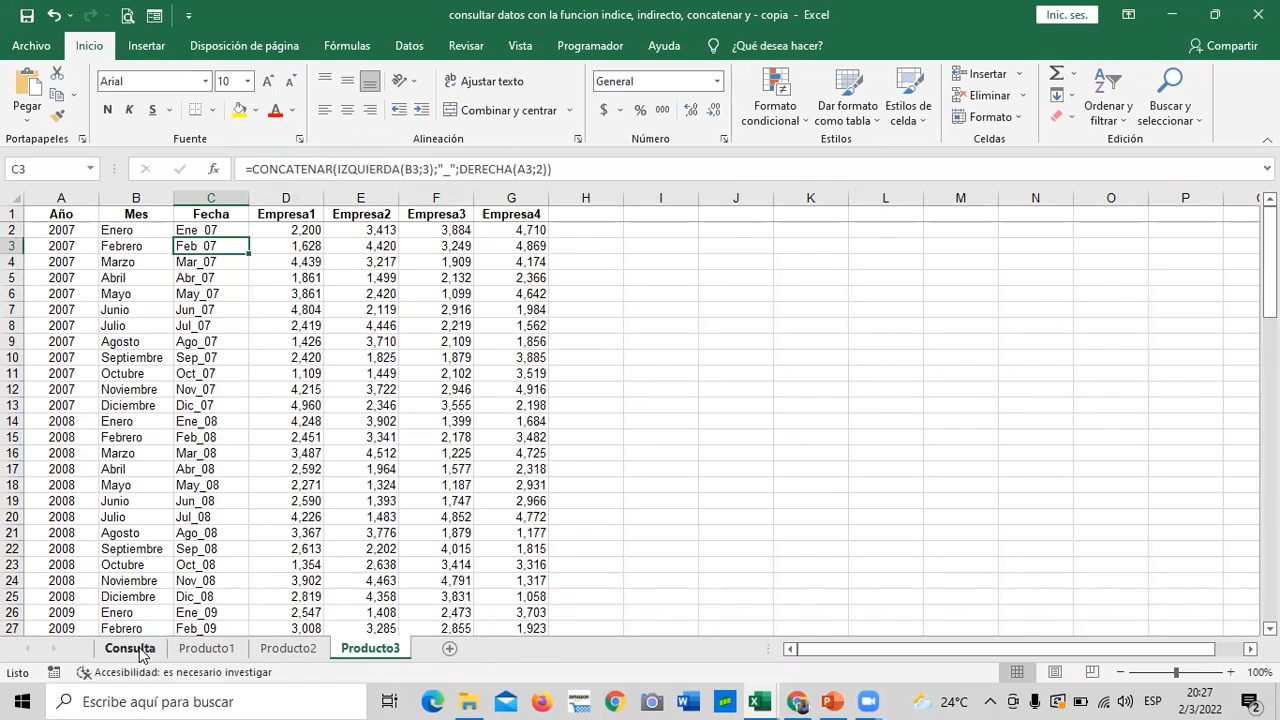 consultar datos con la funcion indice, indirecto, concatenar y - copia - Excel
Inic. ses.
Archivo Inicio Insertar Disposición de página Fórmulas Datos Revisar Vista Programador Ayuda ¿Qué desea hacer? Compartir
Pegar
Arial 10
Ajustar texto
General
Formato condicional
Dar formato como tabla
Estilos de celda
Insertar
Eliminar
Formato
Ordenar y filtrar
Buscar y seleccionar
N K S
Combinar y centrar
$ % 000
Portapapeles Fuente Alineación Número Estilos Celdas Edición
C3 fx =CONCATENAR(IZQUIERDA(B3;3);"_";DERECHA(A3;2))
A B C D E F G H I J K L M N O P
1 Año Mes Fecha Empresa1 Empresa2 Empresa3 Empresa4
2 2007 Enero Ene_07 2,200 3,413 3,884 4,710
3 2007 Febrero Feb_07 1,628 4,420 3,249 4,869
4 2007 Marzo Mar_07 4,439 3,217 1,909 4,174
5 2007 Abril Abr_07 1,861 1,499 2,132 2,366
6 2007 Mayo May_07 3,861 2,420 1,099 4,642
7 2007 Junio Jun_07 4,804 2,119 2,916 1,984
8 2007 Julio Jul_07 2,419 4,446 2,219 1,562
9 2007 Agosto Ago_07 1,426 3,710 2,109 1,856
10 2007 Septiembre Sep_07 2,420 1,825 1,879 3,885
11 2007 Octubre Oct_07 1,109 1,449 2,102 3,519
12 2007 Noviembre Nov_07 4,215 3,722 2,946 4,916
13 2007 Diciembre Dic_07 4,960 2,346 3,555 2,198
14 2008 Enero Ene_08 4,248 3,902 1,399 1,684
15 2008 Febrero Feb_08 2,451 3,341 2,178 3,482
16 2008 Marzo Mar_08 3,487 4,512 1,225 4,725
17 2008 Abril Abr_08 2,592 1,964 1,577 2,318
18 2008 Mayo May_08 2,271 1,324 1,187 2,931
19 2008 Junio Jun_08 2,590 1,393 1,747 2,966
20 2008 Julio Jul_08 4,226 1,483 4,852 4,772
21 2008 Agosto Ago_08 3,367 3,776 1,879 1,177
22 2008 Septiembre Sep_08 2,613 2,202 4,015 1,815
23 2008 Octubre Oct_08 1,354 2,638 3,414 3,316
24 2008 Noviembre Nov_08 3,902 4,463 4,791 1,317
25 2008 Diciembre Dic_08 2,819 4,358 3,831 1,058
26 2009 Enero Ene_09 2,547 1,408 2,473 3,703
27 2009 Febrero Feb_09 3,008 3,285 2,855 1,923
Consulta Producto1 Producto2 Producto3
Listo Accesibilidad: es necesario investigar 100%
Escribe aquí para buscar
24°C
ESP
20:27
2/3/2022
2